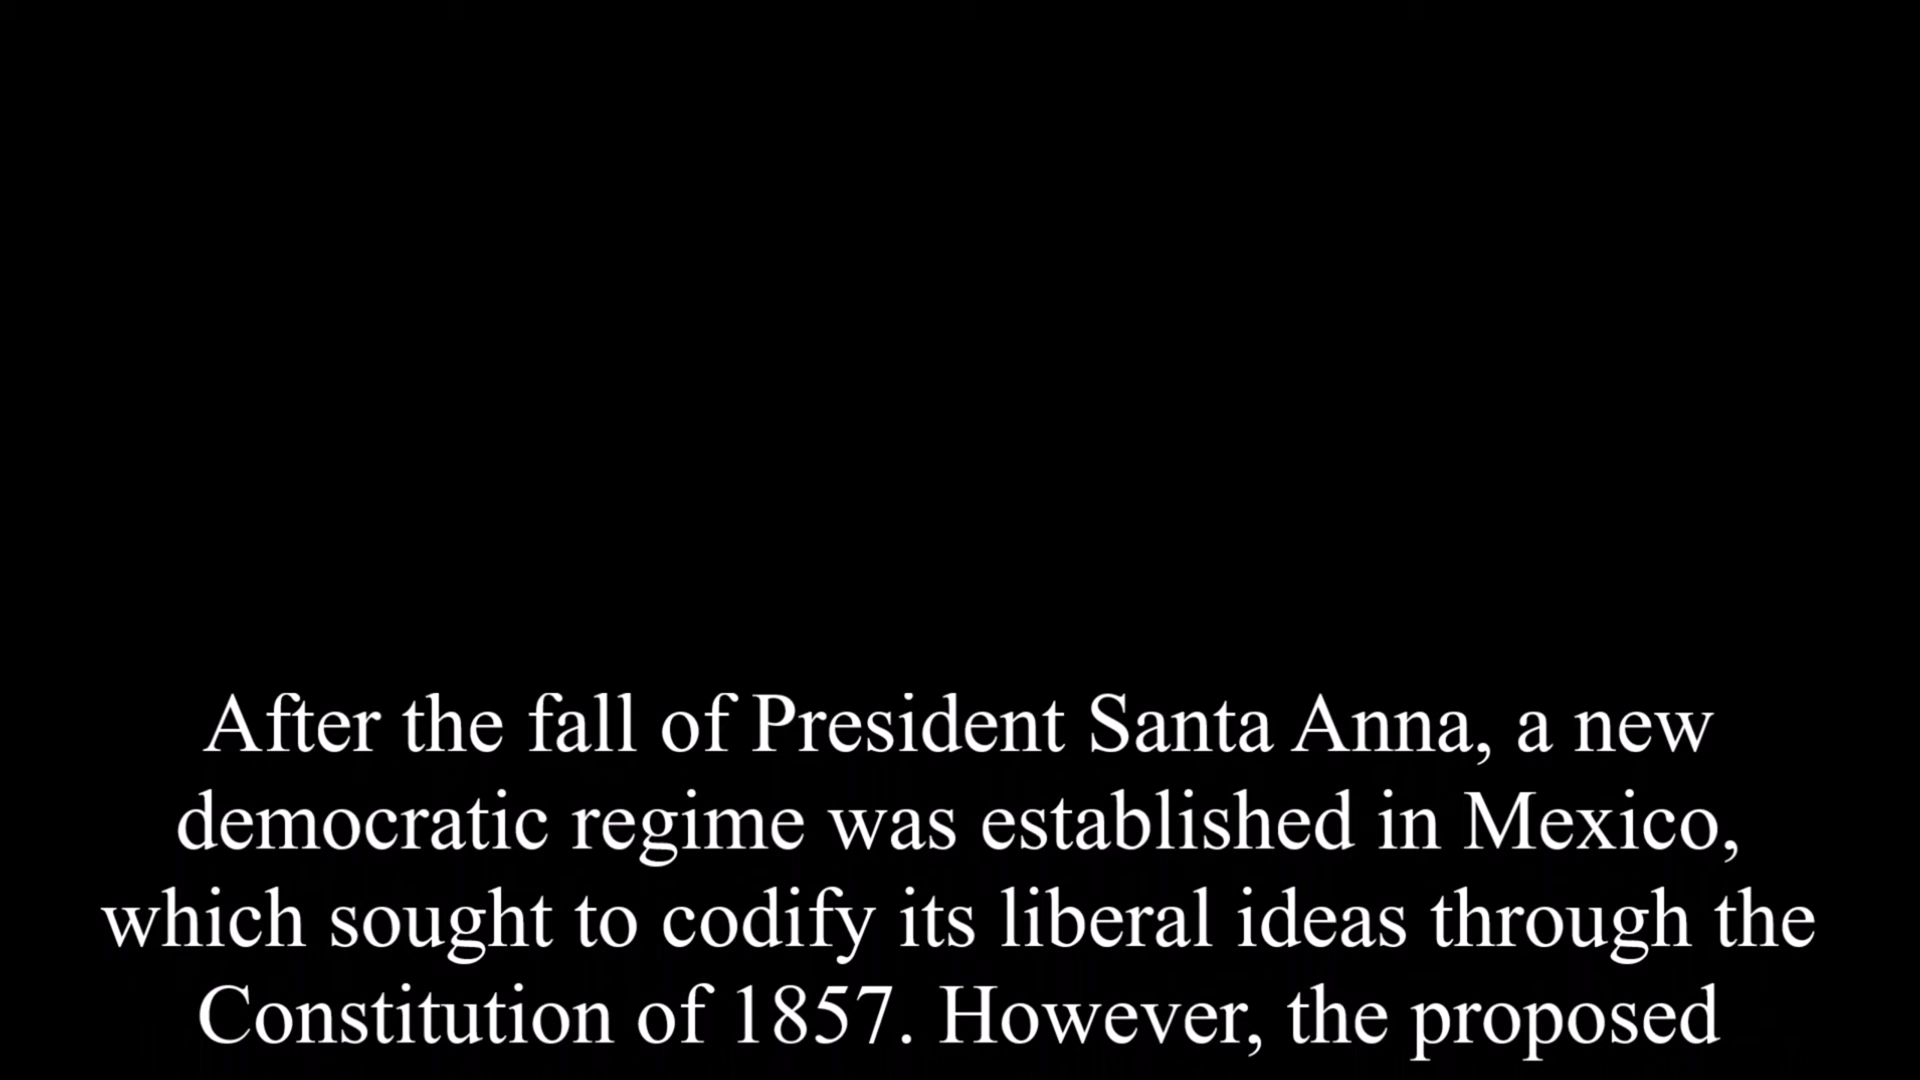 After the fall of President Santa Anna, a new
democratic regime was established in Mexico,
which sought to codify its liberal ideas through the
Constitution of 1857. However, the proposed